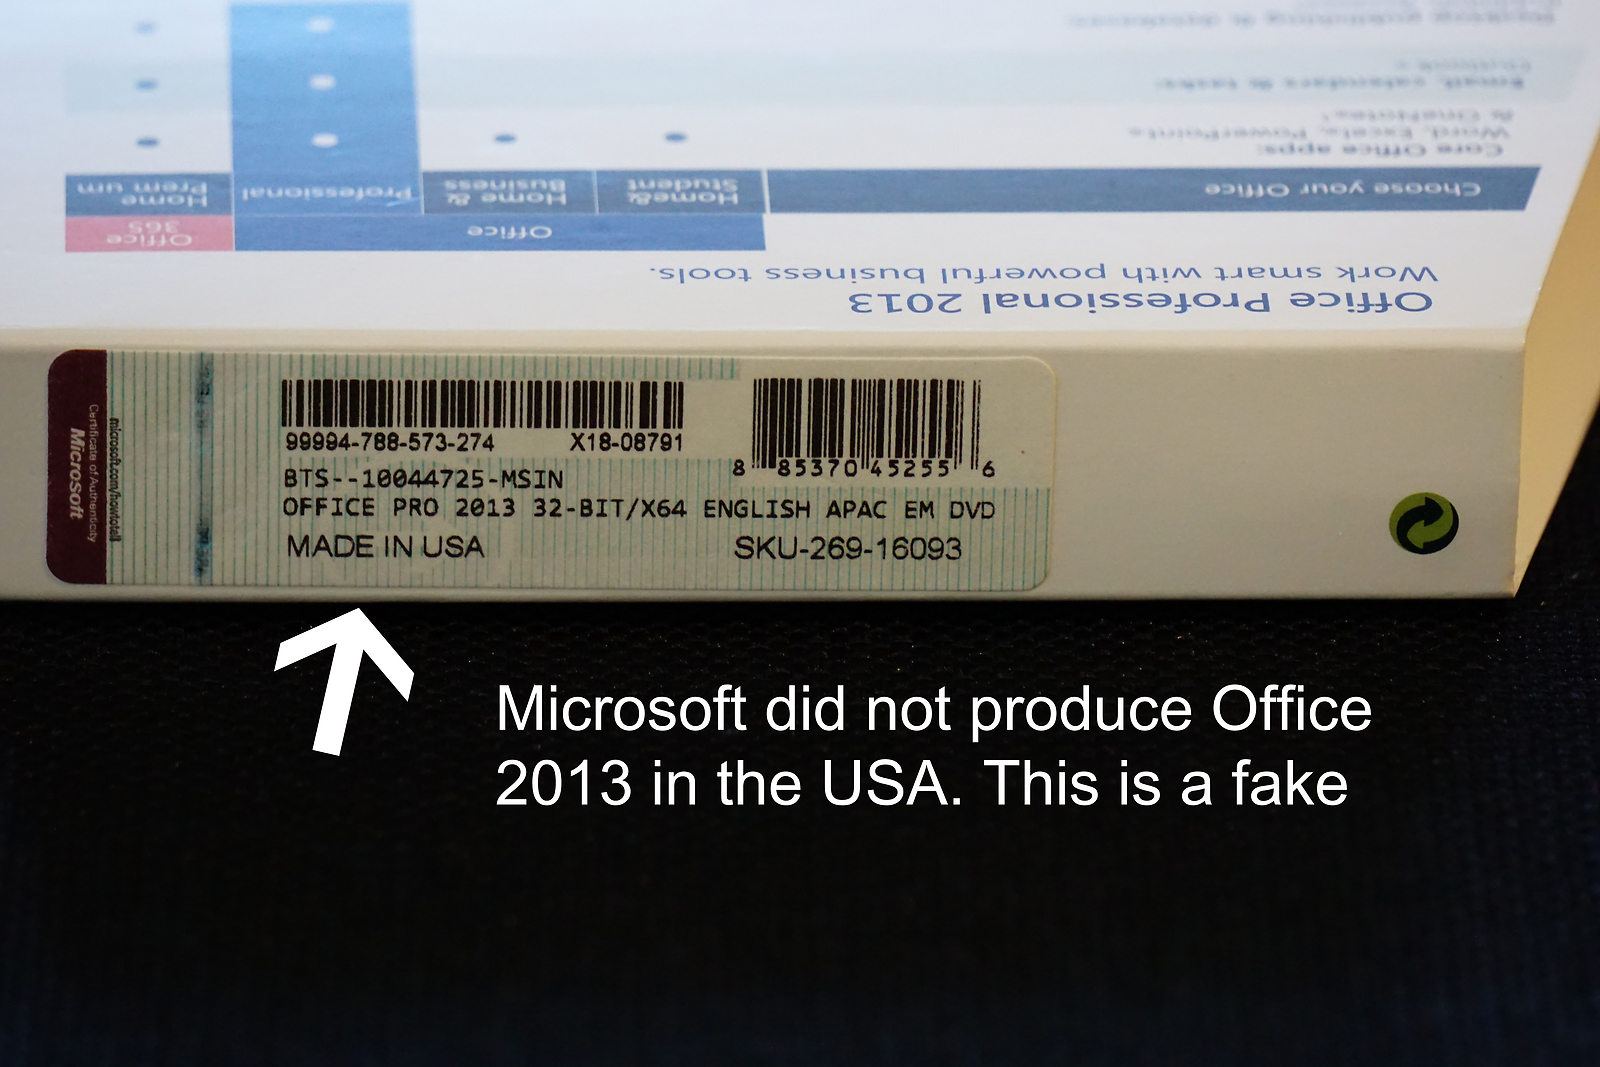 Desktop publishing & databases:
Email, calendars & tasks:
Outlook®
Core Office apps:
Word, Excel®, PowerPoint®
& OneNote®†
Choose your Office
Home&
Student
Home &
Business
Professional
Home
Prem um
Office
Office
365
Office Professional 2013
Work smart with powerful business tools.
microsoft.com/howtotell
Certificate of Authenticity
Microsoft
99994-788-573-274 X18-08791
8 85370 45255 6
BTS--10044725-MSIN
OFFICE PRO 2013 32-BIT/X64 ENGLISH APAC EM DVD
MADE IN USA SKU-269-16093
Microsoft did not produce Office
2013 in the USA. This is a fake